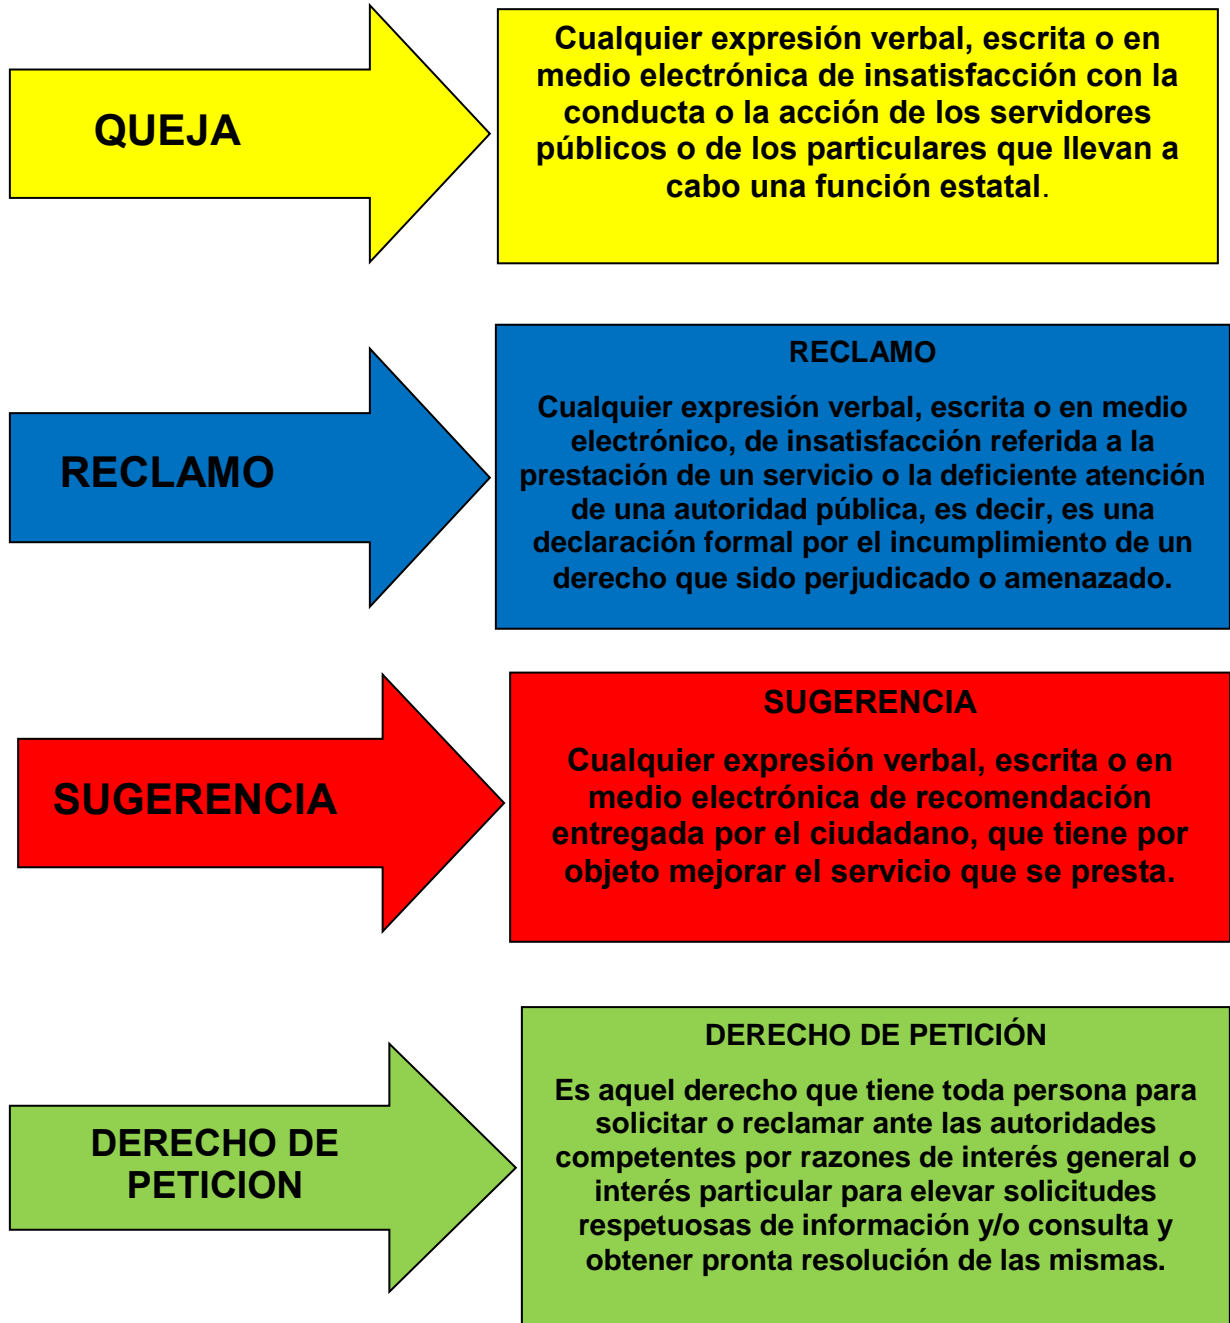 QUEJA
Cualquier expresión verbal, escrita o en
medio electrónica de insatisfacción con la
conducta o la acción de los servidores
públicos o de los particulares que llevan a
cabo una función estatal.
RECLAMO
RECLAMO
Cualquier expresión verbal, escrita o en medio
electrónico, de insatisfacción referida a la
prestación de un servicio o la deficiente atención
de una autoridad pública, es decir, es una
declaración formal por el incumplimiento de un
derecho que sido perjudicado o amenazado.
SUGERENCIA
SUGERENCIA
Cualquier expresión verbal, escrita o en
medio electrónica de recomendación
entregada por el ciudadano, que tiene por
objeto mejorar el servicio que se presta.
DERECHO DE
PETICION
DERECHO DE PETICIÓN
Es aquel derecho que tiene toda persona para
solicitar o reclamar ante las autoridades
competentes por razones de interés general o
interés particular para elevar solicitudes
respetuosas de información y/o consulta y
obtener pronta resolución de las mismas.